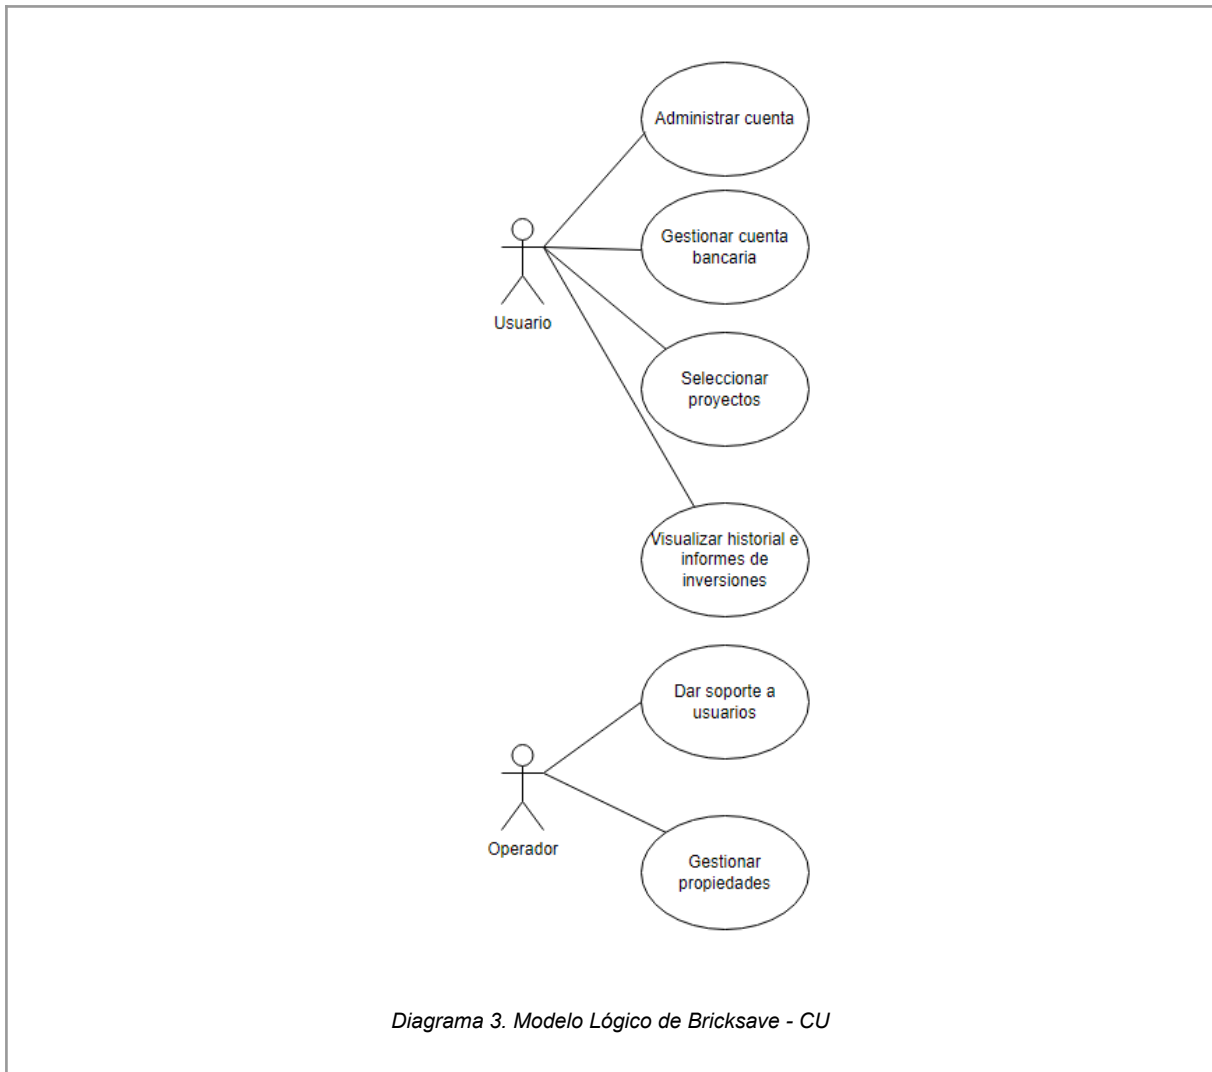 Administrar cuenta
Gestionar cuenta
bancaria
Usuario
Seleccionar
proyectos
Visualizar historial e
informes de
inversiones
Dar soporte a
usuarios
Operador
Gestionar
propiedades
Diagrama 3. Modelo Lógico de Bricksave - CU